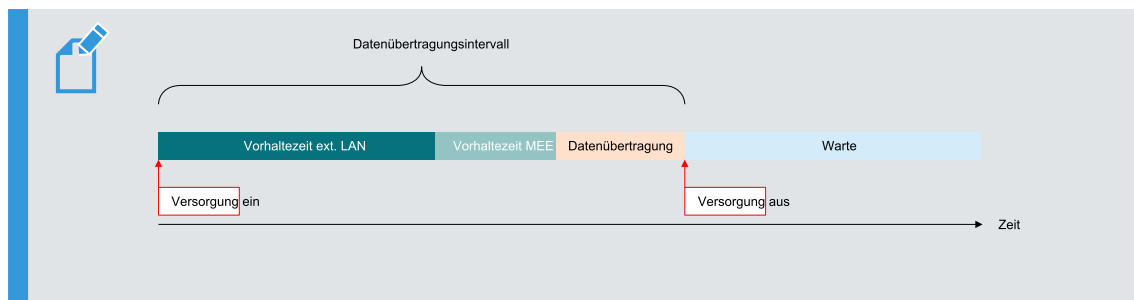 Datenübertragungsintervall
Vorhaltezeit ext. LAN
Vorhaltezeit MEE
Datenübertragung
Warte
Versorgung ein
Versorgung aus
Zeit